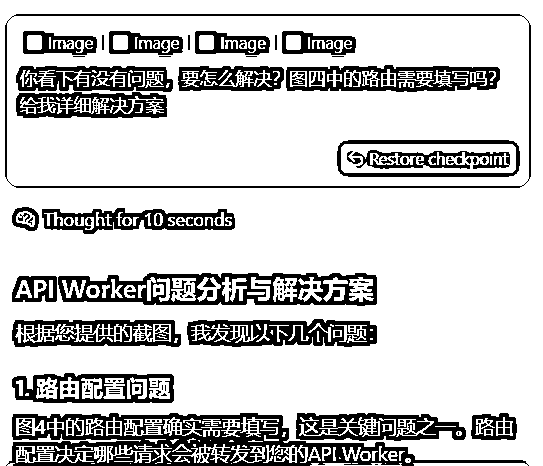 Image | Image | Image | Image
你看下有没有问题，要怎么解决？图四中的路由需要填写吗？
给我详细解决方案
Restore checkpoint
Thought for 10 seconds
API Worker问题分析与解决方案
根据您提供的截图，我发现以下几个问题：
1. 路由配置问题
图4中的路由配置确实需要填写，这是关键问题之一。路由
配置决定哪些请求会被转发到您的API Worker。